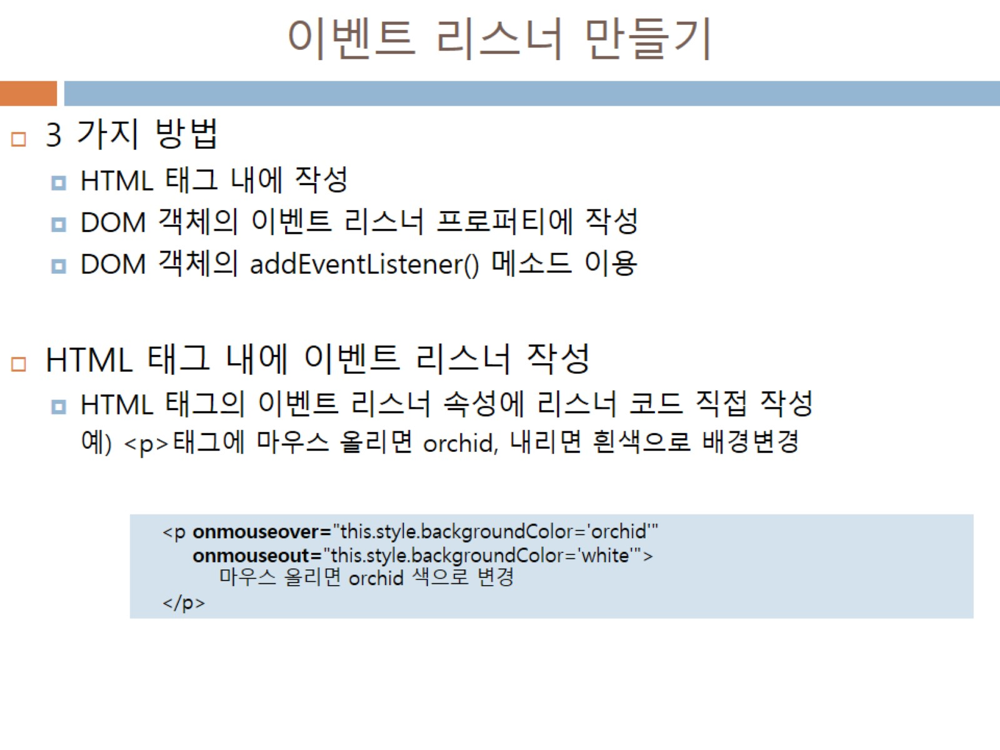 이벤트 리스너 만들기
3 가지 방법
HTML 태그 내에 작성
DOM 객체의 이벤트 리스너 프로퍼티에 작성
DOM 객체의 addEventListener() 메소드 이용
HTML 태그 내에 이벤트 리스너 작성
HTML 태그의 이벤트 리스너 속성에 리스너 코드 직접 작성
예) <p>태그에 마우스 올리면 orchid, 내리면 흰색으로 배경변경
<p onmouseover="this.style.backgroundColor='orchid'"
onmouseout="this.style.backgroundColor='white'">
마우스 올리면 orchid 색으로 변경
</p>